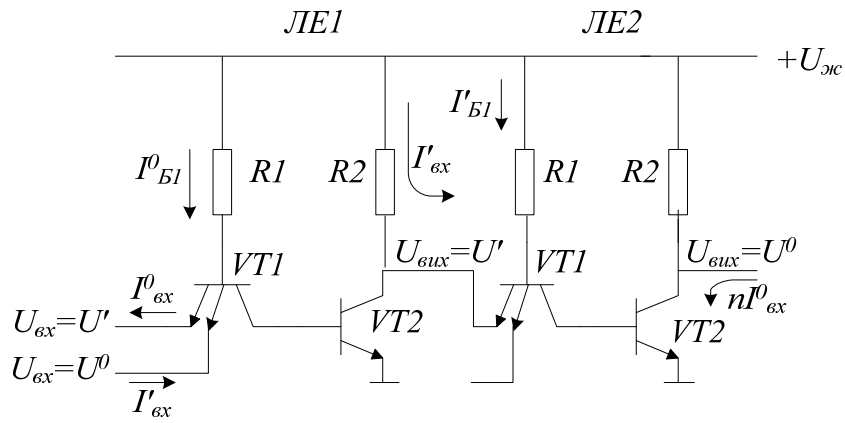 ЛЕ1 ЛЕ2
+Uж
I'Б1
I⁰Б1 R1 R2 I'вх R1 R2
Uвих=U' Uвих=U⁰
VT1 VT1
I⁰вх nI⁰вх
Uвх=U' VT2 VT2
Uвх=U⁰
I'вх